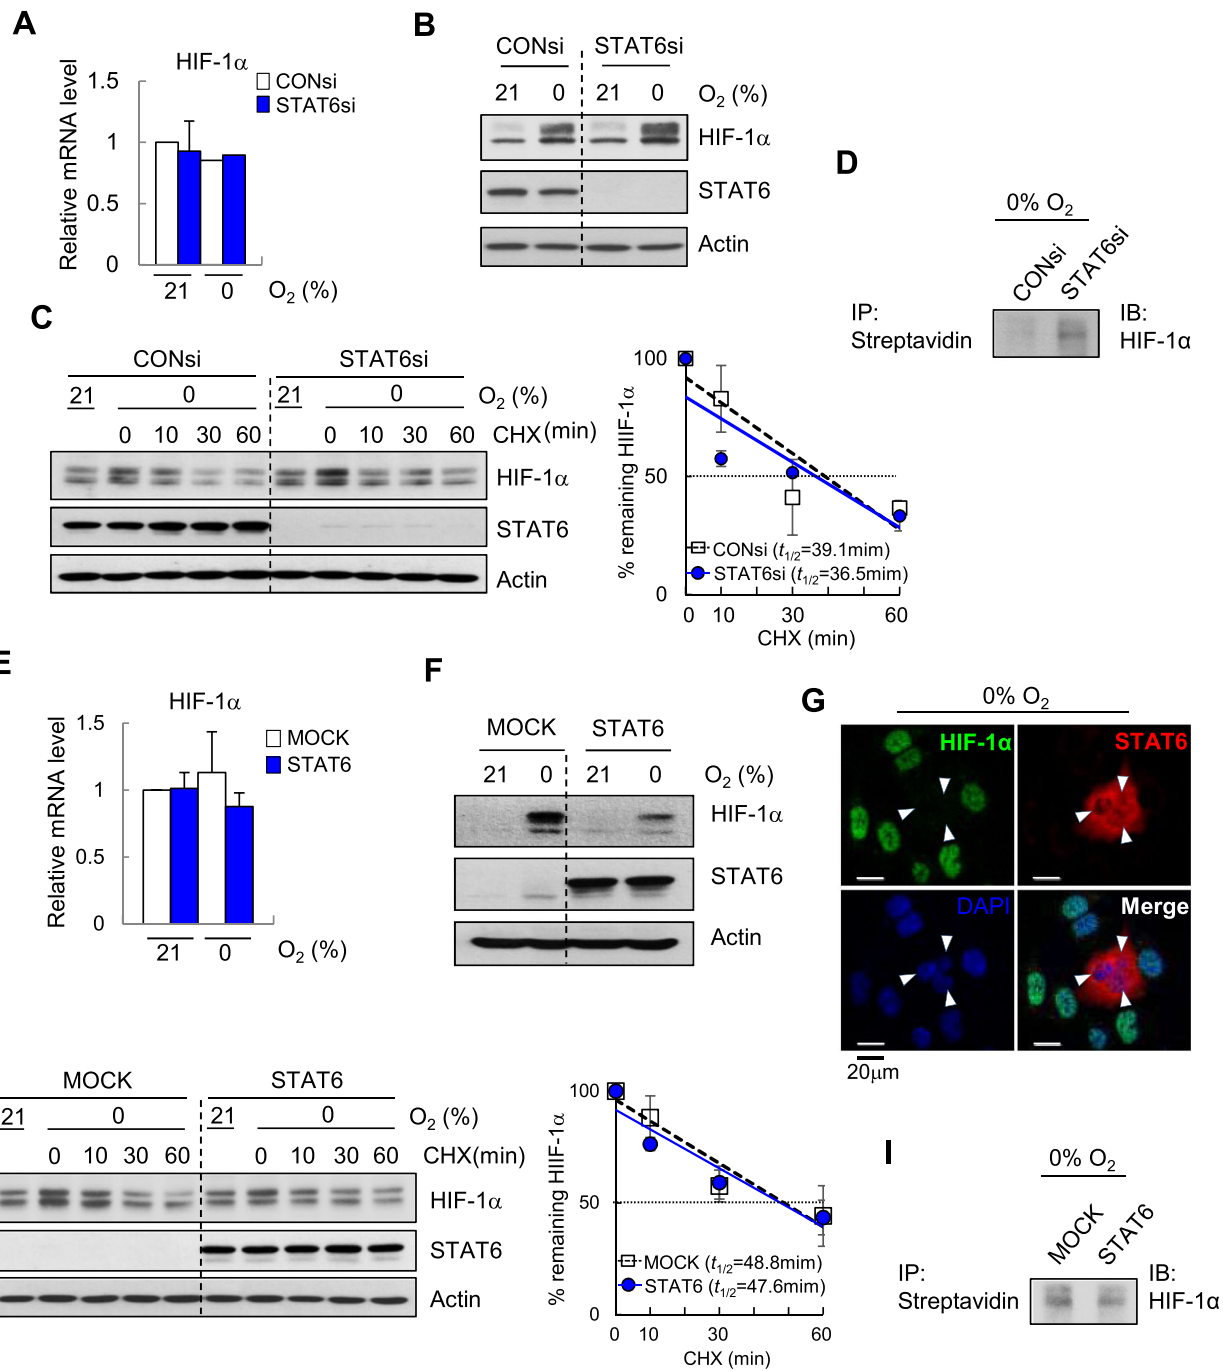 A
HIF-1α
Relative mRNA level
1.5
1
0.5
0
CONsi
STAT6si
21 0 O2 (%)
B
CONsi STAT6si
21 0 21 0 O2 (%)
HIF-1α
STAT6
Actin
C
CONsi STAT6si
21 0 21 0 O2 (%)
0 10 30 60 0 10 30 60 CHX(min)
HIF-1α
STAT6
Actin
% remaining HIIF-1α
100
50
0
CONsi (t1/2=39.1mim)
STAT6si (t1/2=36.5mim)
0 10 30 60
CHX (min)
D
0% O2
CONsi STAT6si
IP:
Streptavidin
IB:
HIF-1α
E
HIF-1α
Relative mRNA level
1.5
1
0.5
0
MOCK
STAT6
21 0 O2 (%)
F
MOCK STAT6
21 0 21 0 O2 (%)
HIF-1α
STAT6
Actin
G
0% O2
HIF-1α STAT6
DAPI Merge
20μm
MOCK STAT6
21 0 21 0 O2 (%)
0 10 30 60 0 10 30 60 CHX(min)
HIF-1α
STAT6
Actin
% remaining HIIF-1α
100
50
0
MOCK (t1/2=48.8mim)
STAT6 (t1/2=47.6mim)
0 10 30 60
CHX (min)
I
0% O2
MOCK STAT6
IP:
Streptavidin
IB:
HIF-1α